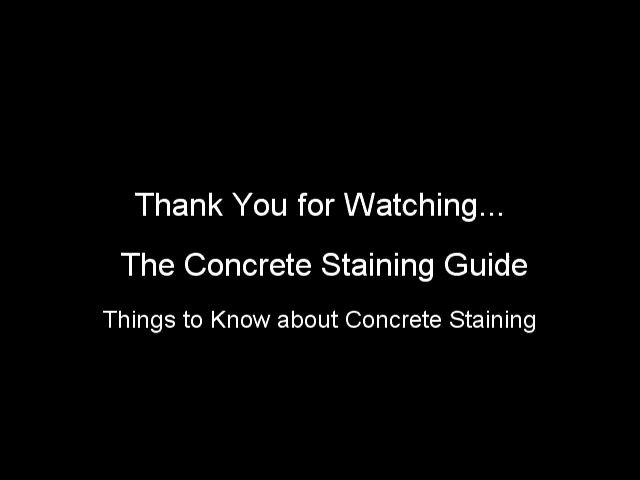 Thank You for Watching...
The Concrete Staining Guide
Things to Know about Concrete Staining